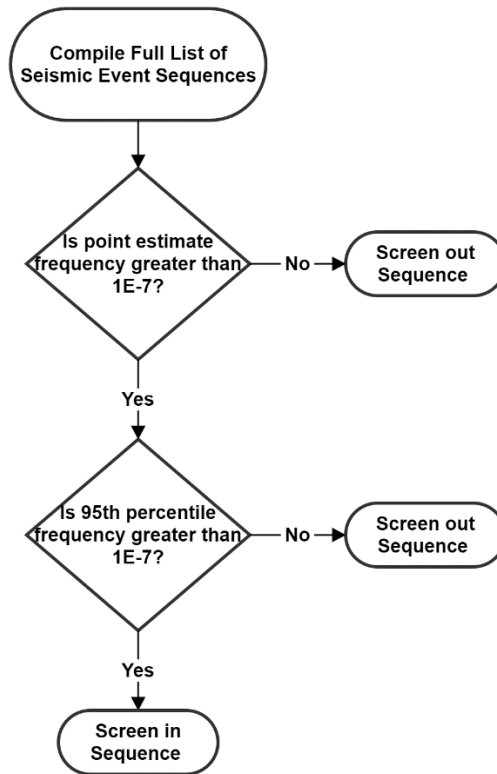 Compile Full List of
Seismic Event Sequences
Is point estimate
frequency greater than
1E-7?
No
Screen out
Sequence
Yes
Is 95th percentile
frequency greater than
1E-7?
No
Screen out
Sequence
Yes
Screen in
Sequence